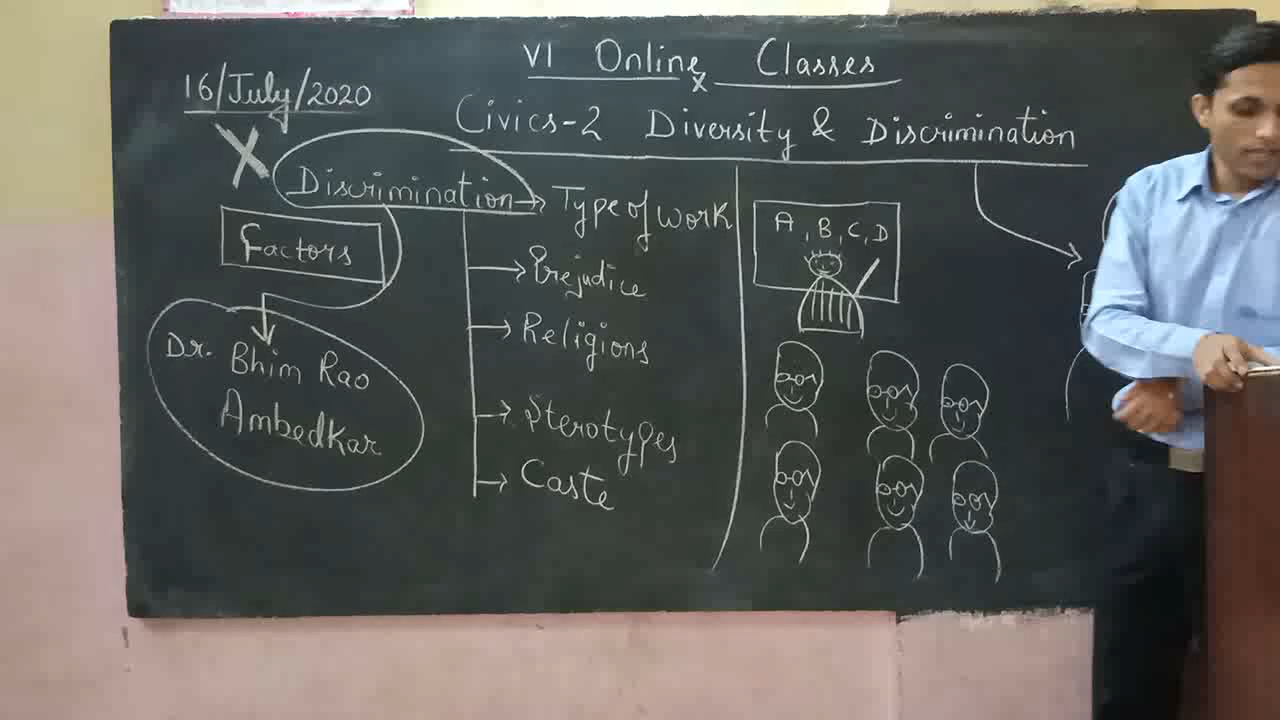 VI Online Classes
x
16/July/2020
Civics-2 Diversity & Discrimination
X
Discrimination → Type of work
Factors
→ Prejudice
→ Religions
Dr. Bhim Rao
Ambedkar
→ Sterotypes
→ Caste
A, B, C, D